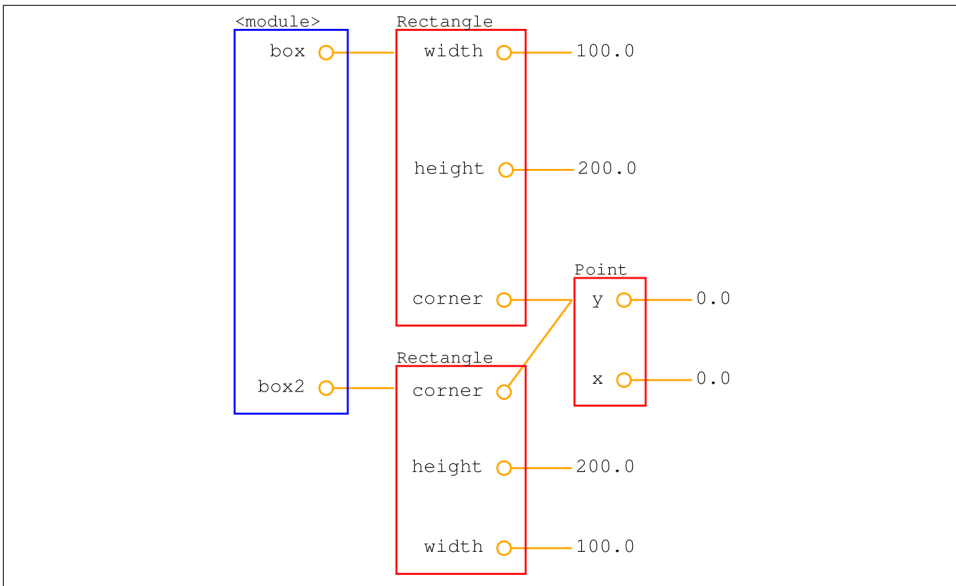 <module> Rectangle
box width 100.0
height 200.0
Point
corner y 0.0
Rectangle
box2 corner x 0.0
height 200.0
width 100.0